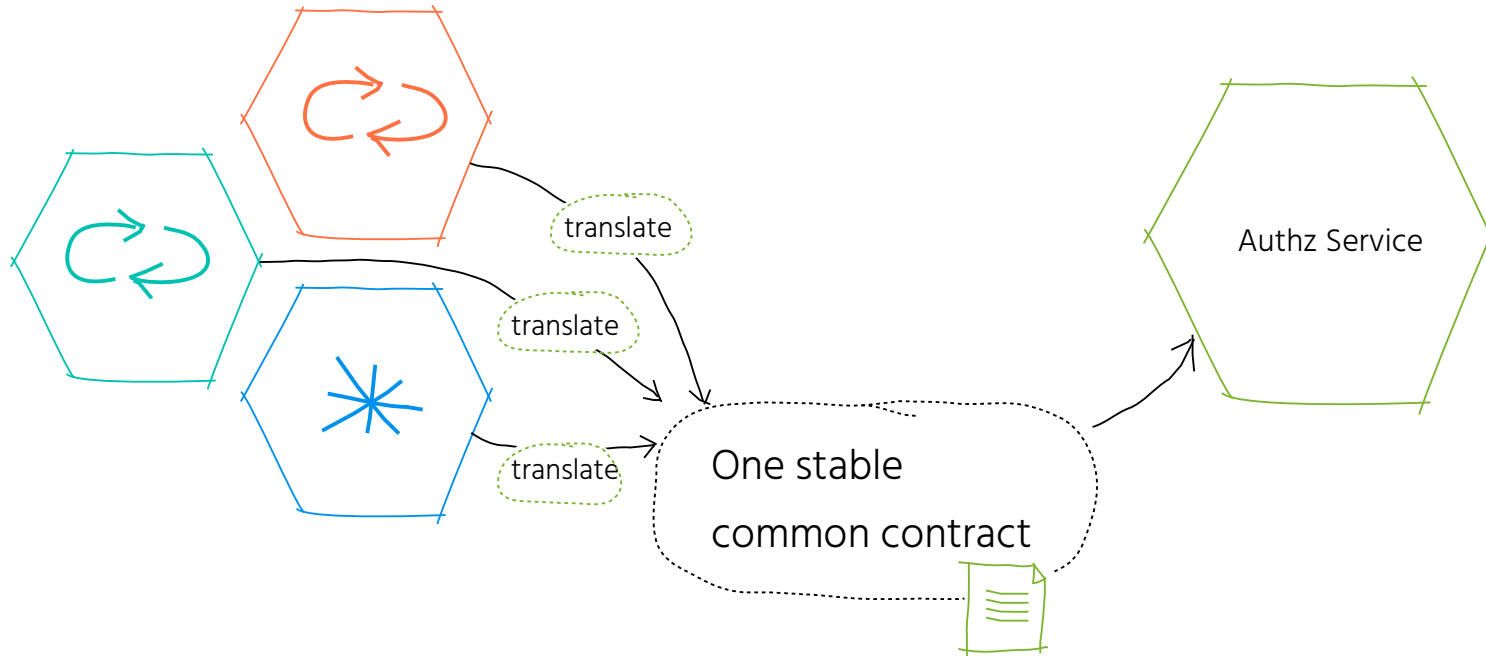 translate
translate
translate
One stable
common contract
Authz Service